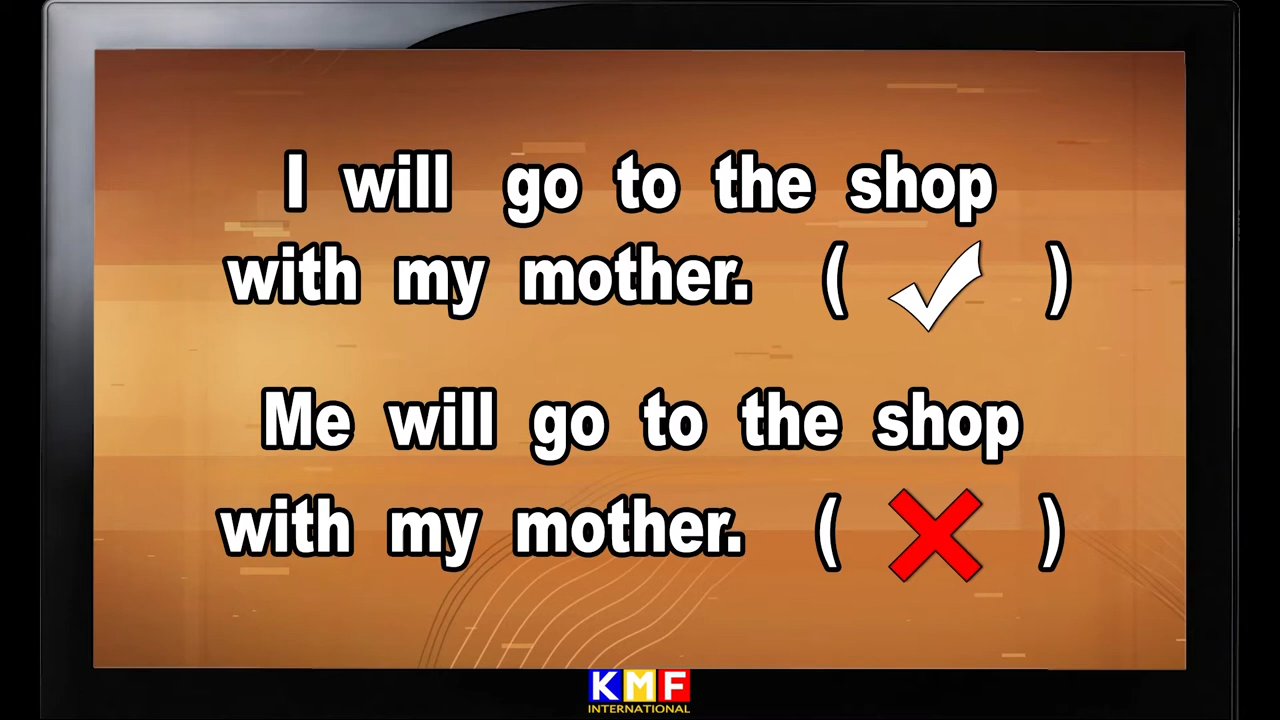 I will go to the shop
with my mother. ( ✓ )
Me will go to the shop
with my mother. ( ✗ )
KMF
INTERNATIONAL